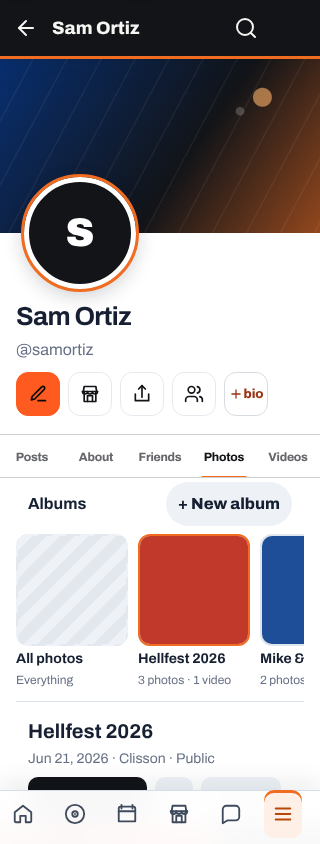 Sam Ortiz
S
Sam Ortiz
@samortiz
+ bio
Posts About Friends Photos Videos
Albums
+ New album
All photos
Everything
Hellfest 2026
3 photos · 1 video
Mike &
2 photos
Hellfest 2026
Jun 21, 2026 · Clisson · Public